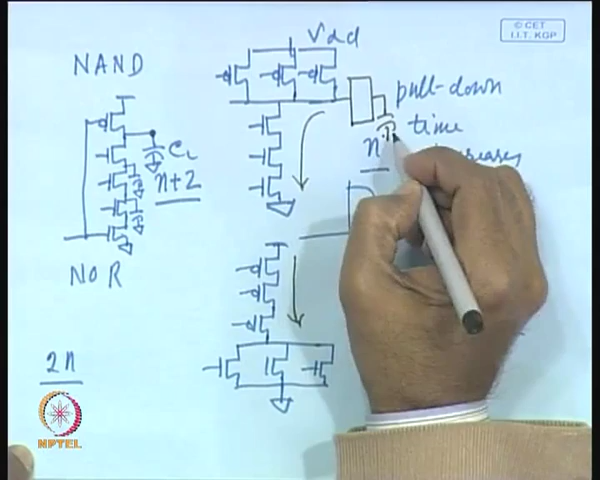 © CET
I.I.T. KGP
NAND
Vdd
pull-down
time
CL
n+2
n
NOR
2n
NPTEL